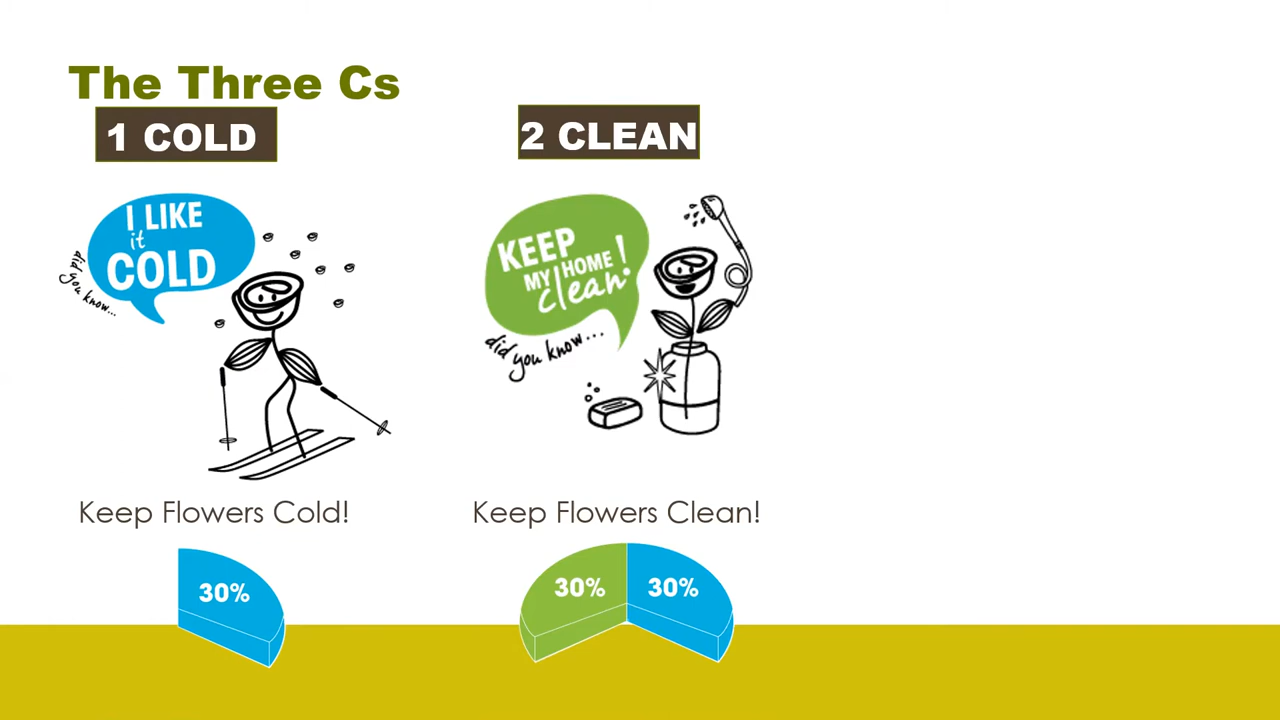 The Three Cs
1 COLD
I LIKE
it
COLD
did you know...
Keep Flowers Cold!
30%
2 CLEAN
KEEP
MY HOME !
clean
did you know...
Keep Flowers Clean!
30% 30%